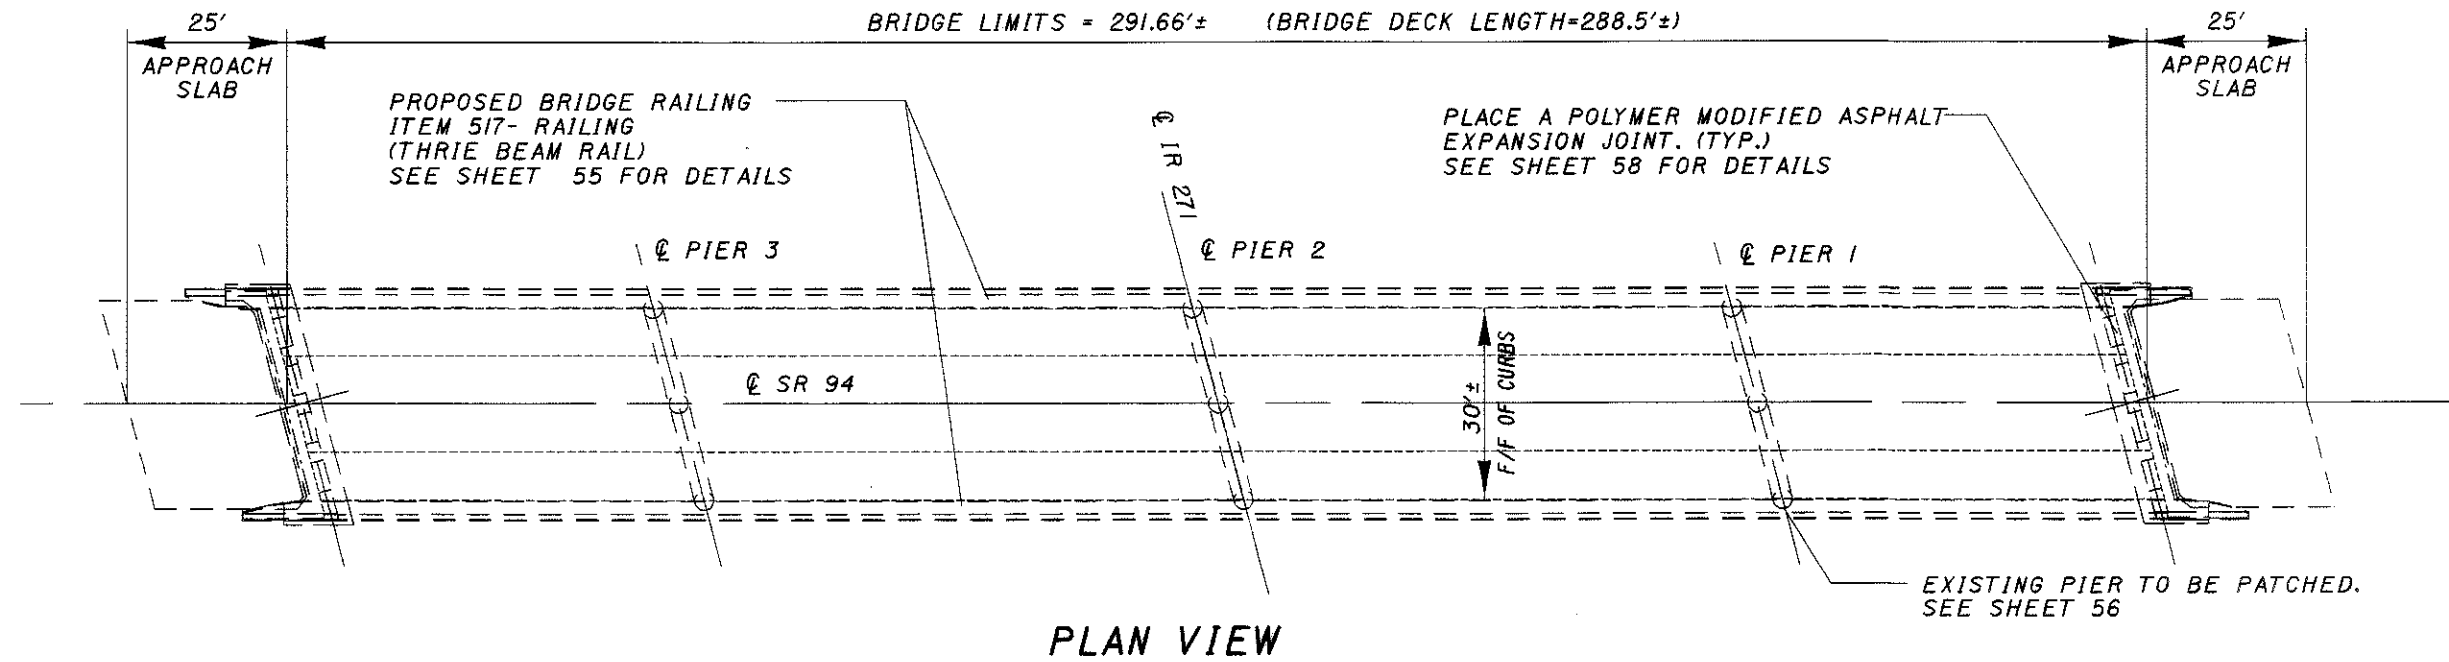 25'
BRIDGE LIMITS = 291.66'± (BRIDGE DECK LENGTH=288.5'±)
25'
APPROACH
SLAB
APPROACH
SLAB
PROPOSED BRIDGE RAILING
ITEM 517- RAILING
(THRIE BEAM RAIL)
SEE SHEET 55 FOR DETAILS
PLACE A POLYMER MODIFIED ASPHALT
EXPANSION JOINT. (TYP.)
SEE SHEET 58 FOR DETAILS
℄ IR 271
℄ PIER 3
℄ PIER 2
℄ PIER 1
℄ SR 94
30'±
F/F OF CURBS
EXISTING PIER TO BE PATCHED.
SEE SHEET 56
PLAN VIEW